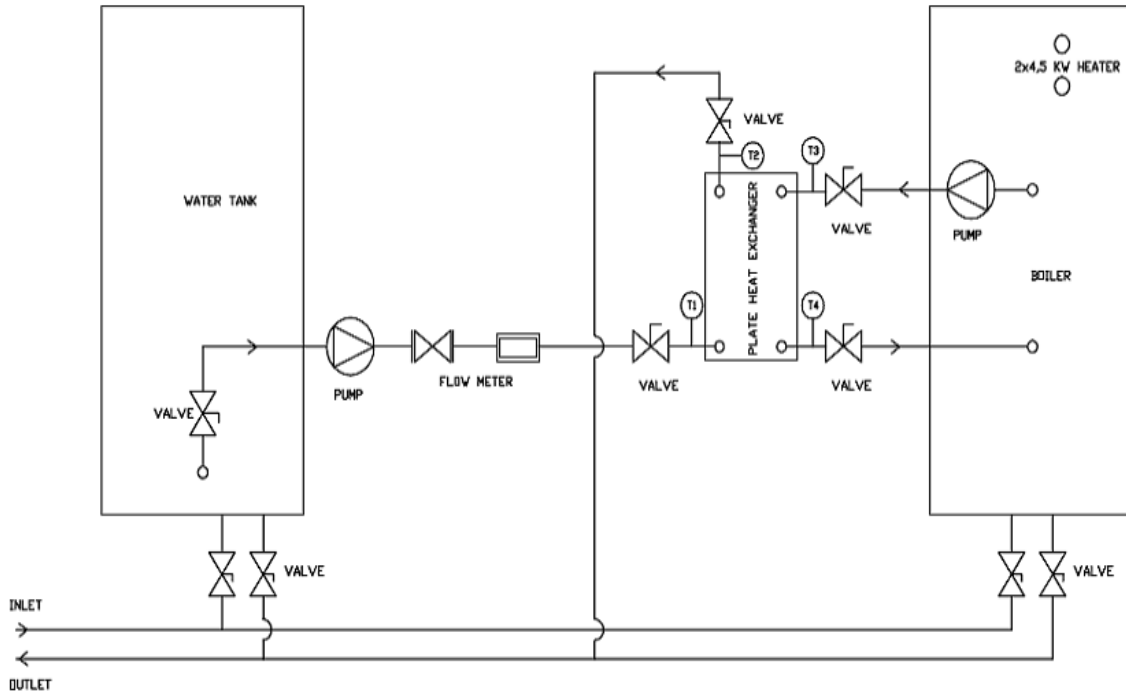 2x4,5 KW HEATER
VALVE
T2
T3
WATER TANK
PLATE HEAT EXCHANGER
VALVE
PUMP
BOILER
T1
T4
FLOW METER
PUMP
VALVE
VALVE
VALVE
VALVE
VALVE
INLET
OUTLET